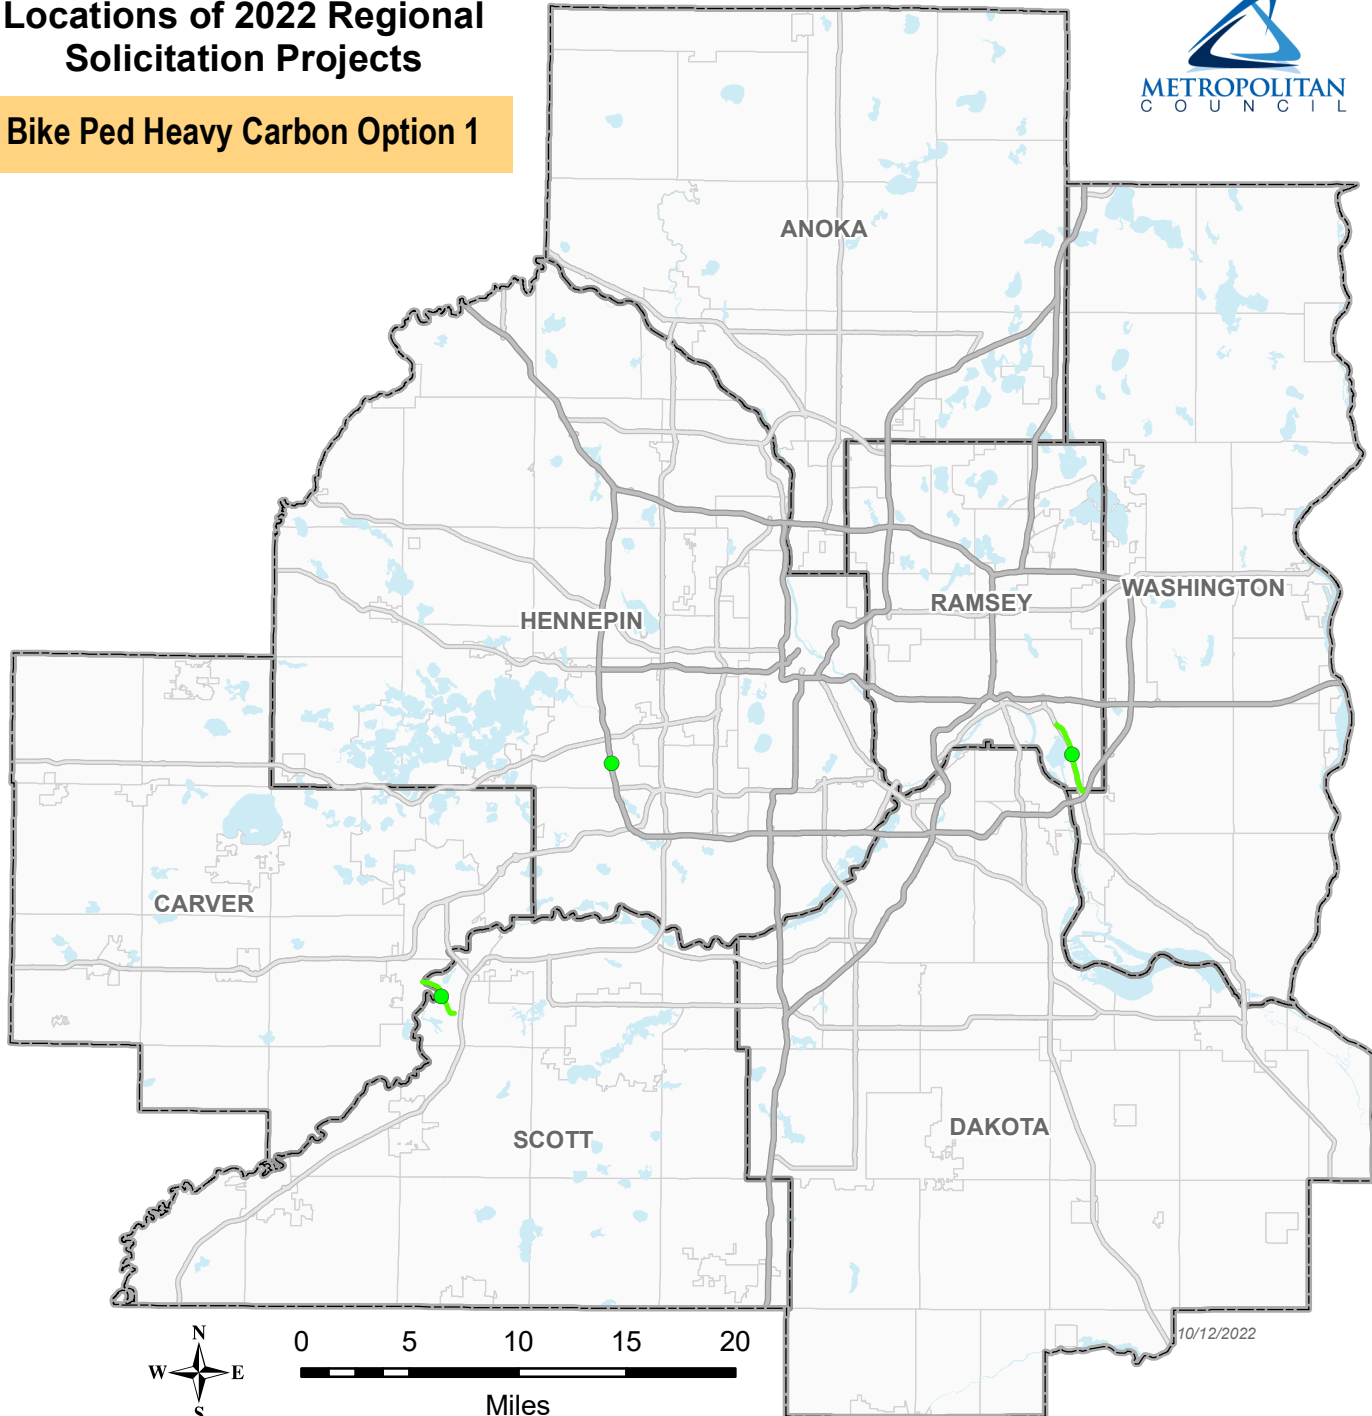 Locations of 2022 Regional
Solicitation Projects
Bike Ped Heavy Carbon Option 1
METROPOLITAN
COUNCIL
ANOKA
HENNEPIN
RAMSEY
WASHINGTON
CARVER
SCOTT
DAKOTA
10/12/2022
N
W E
S
0 5 10 15 20
Miles